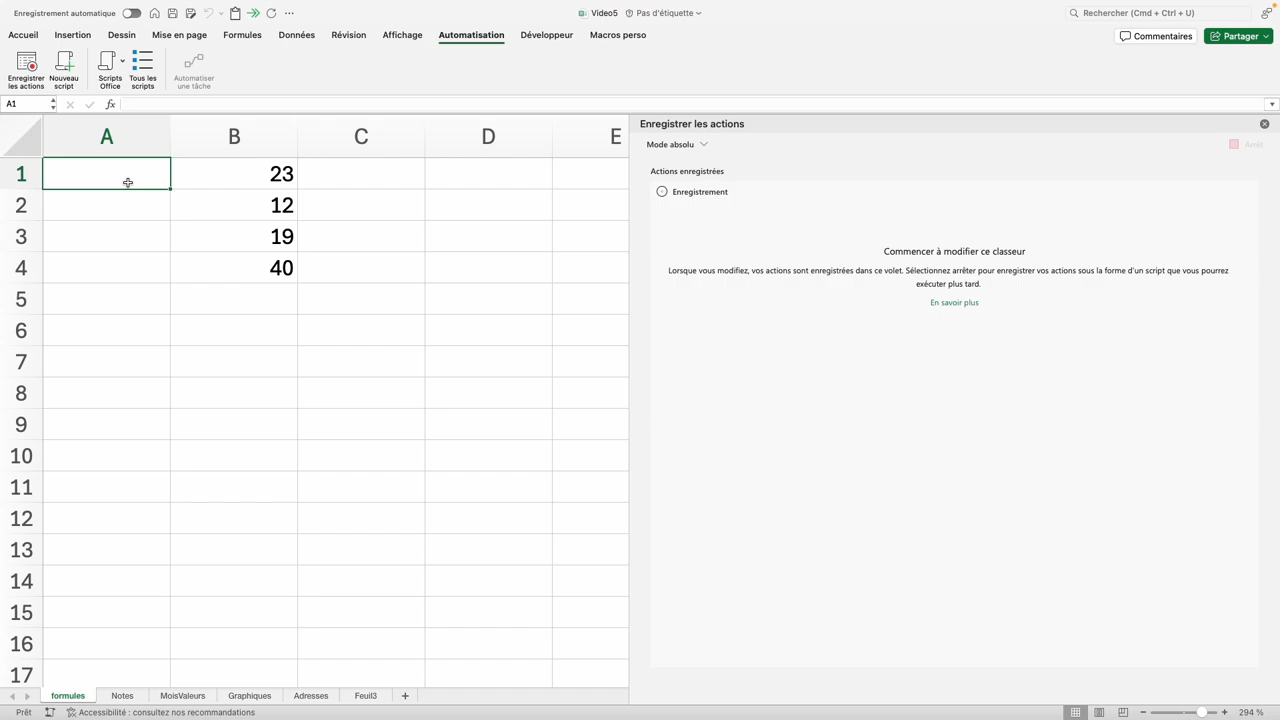 Enregistrement automatique
Video5
Pas d'étiquette
Rechercher (Cmd + Ctrl + U)
Accueil
Insertion
Dessin
Mise en page
Formules
Données
Révision
Affichage
Automatisation
Développeur
Macros perso
Commentaires
Partager
Enregistrer
les actions
Nouveau
script
Scripts
Office
Tous les
scripts
Automatiser
une tâche
A1
fx
Enregistrer les actions
Mode absolu
Arrêt
Actions enregistrées
Enregistrement
Commencer à modifier ce classeur
Lorsque vous modifiez, vos actions sont enregistrées dans ce volet. Sélectionnez arrêter pour enregistrer vos actions sous la forme d'un script que vous pourrez
exécuter plus tard.
En savoir plus
A B C D E
1 23
2 12
3 19
4 40
5
6
7
8
9
10
11
12
13
14
15
16
17
formules
Notes
MoisValeurs
Graphiques
Adresses
Feuil3
Prêt
Accessibilité : consultez nos recommandations
294 %